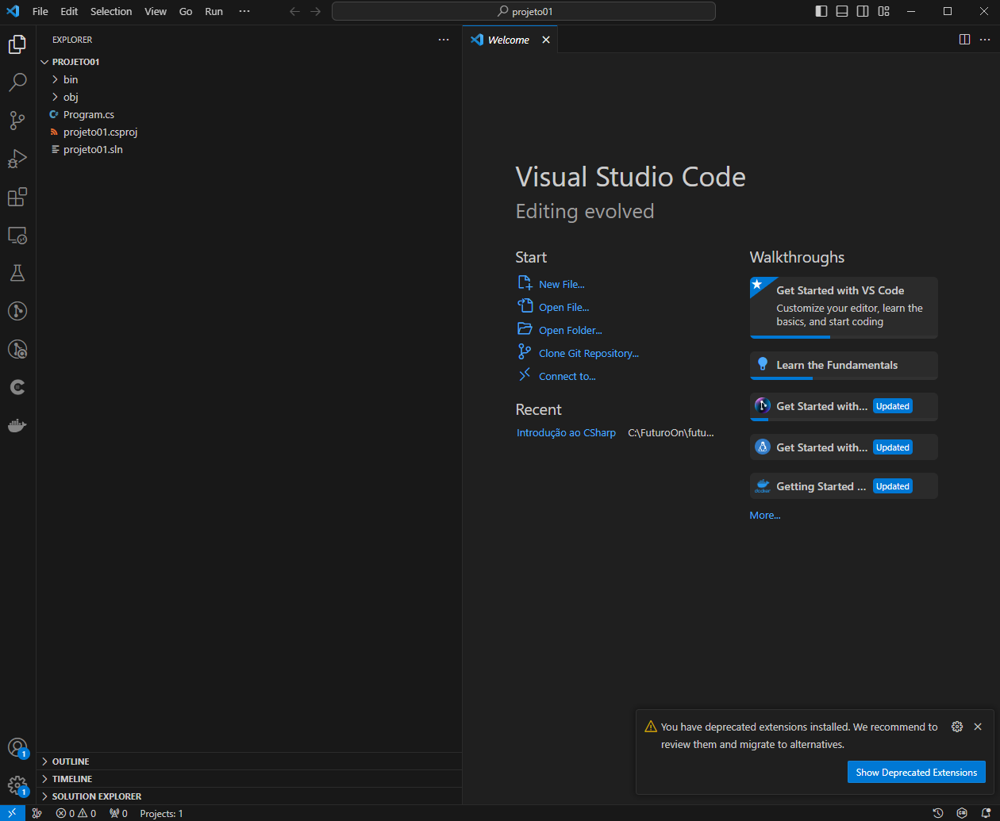 File Edit Selection View Go Run ···
projeto01
EXPLORER
Welcome
PROJETO01
bin
obj
Program.cs
projeto01.csproj
projeto01.sln
Visual Studio Code
Editing evolved
Start
New File...
Open File...
Open Folder...
Clone Git Repository...
Connect to...
Recent
Introdução ao CSharp C:\FuturoOn\futu...
Walkthroughs
Get Started with VS Code
Customize your editor, learn the
basics, and start coding
Learn the Fundamentals
Get Started with... Updated
Get Started with... Updated
Getting Started ... Updated
More...
You have deprecated extensions installed. We recommend to
review them and migrate to alternatives.
Show Deprecated Extensions
1
1
OUTLINE
TIMELINE
SOLUTION EXPLORER
0 0 0 Projects: 1